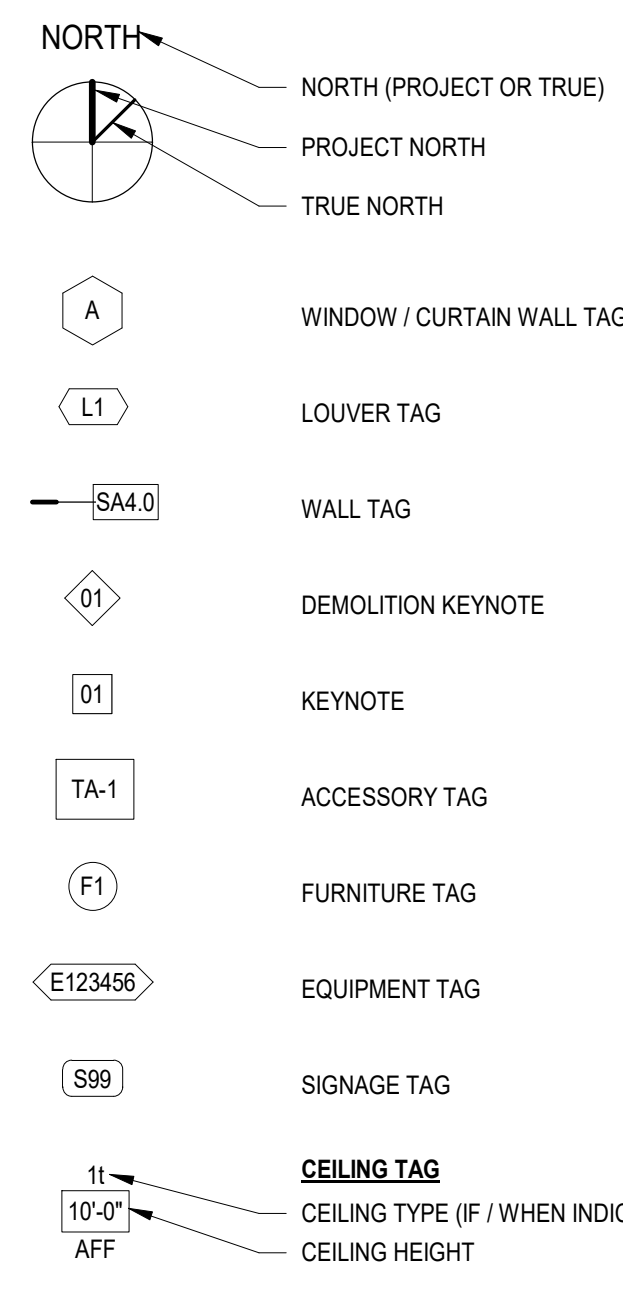 NORTH
NORTH (PROJECT OR TRUE)
PROJECT NORTH
TRUE NORTH
A WINDOW / CURTAIN WALL TAG
L1 LOUVER TAG
SA4.0 WALL TAG
01 DEMOLITION KEYNOTE
01 KEYNOTE
TA-1 ACCESSORY TAG
F1 FURNITURE TAG
E123456 EQUIPMENT TAG
S99 SIGNAGE TAG
1t CEILING TAG
10'-0" CEILING TYPE (IF / WHEN
AFF CEILING HEIGHT